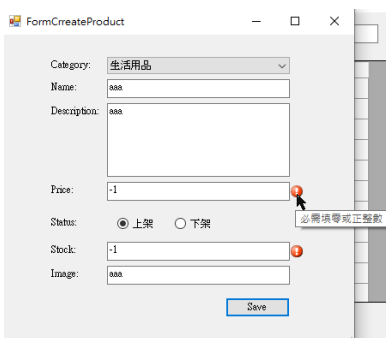 FormCrreateProduct
Category: 生活用品
Name: aaa
Description: aaa
Price: -1
必需填零或正整數
Status: 上架 下架
Stock: -1
Image: aaa
Save